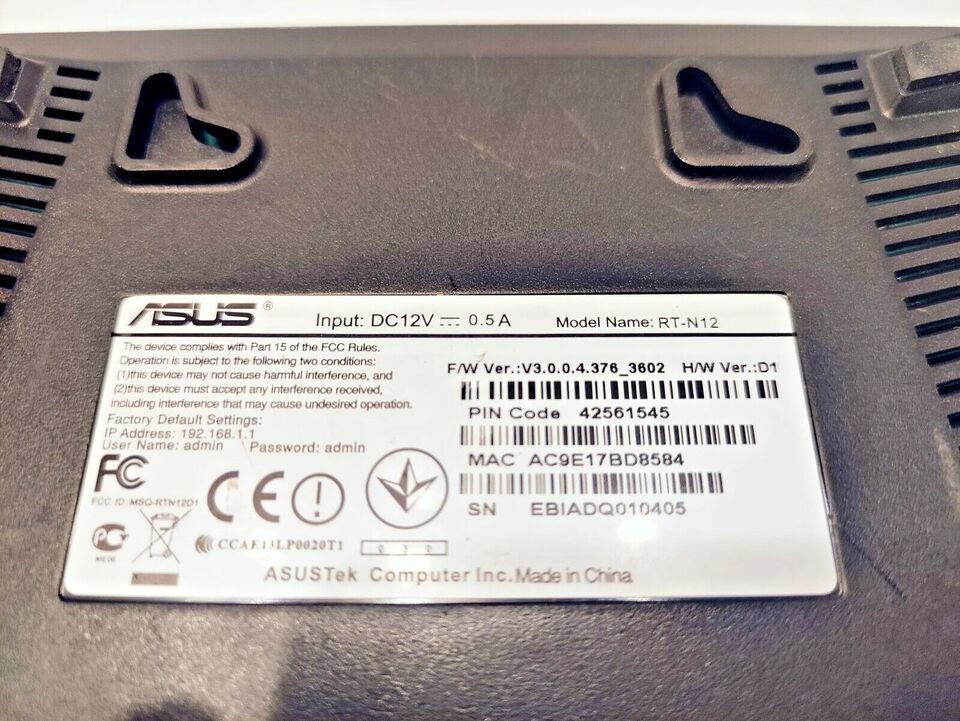 ASUS®
Input: DC12V ⎓ 0.5A
Model Name: RT-N12
The device complies with Part 15 of the FCC Rules.
Operation is subject to the following two conditions:
(1)this device may not cause harmful interference, and
(2)this device must accept any interference received,
including interference that may cause undesired operation.
Factory Default Settings:
IP Address: 192.168.1.1
User Name: admin Password: admin
F/W Ver.:V3.0.0.4.376_3602 H/W Ver.:D1
PIN Code 42561545
MAC AC9E17BD8584
SN EBIADQ010405
FC
FCC ID: MSQ-RTN12D1
CE
CCAE13LP0020T1
ASUSTek Computer Inc. Made in China